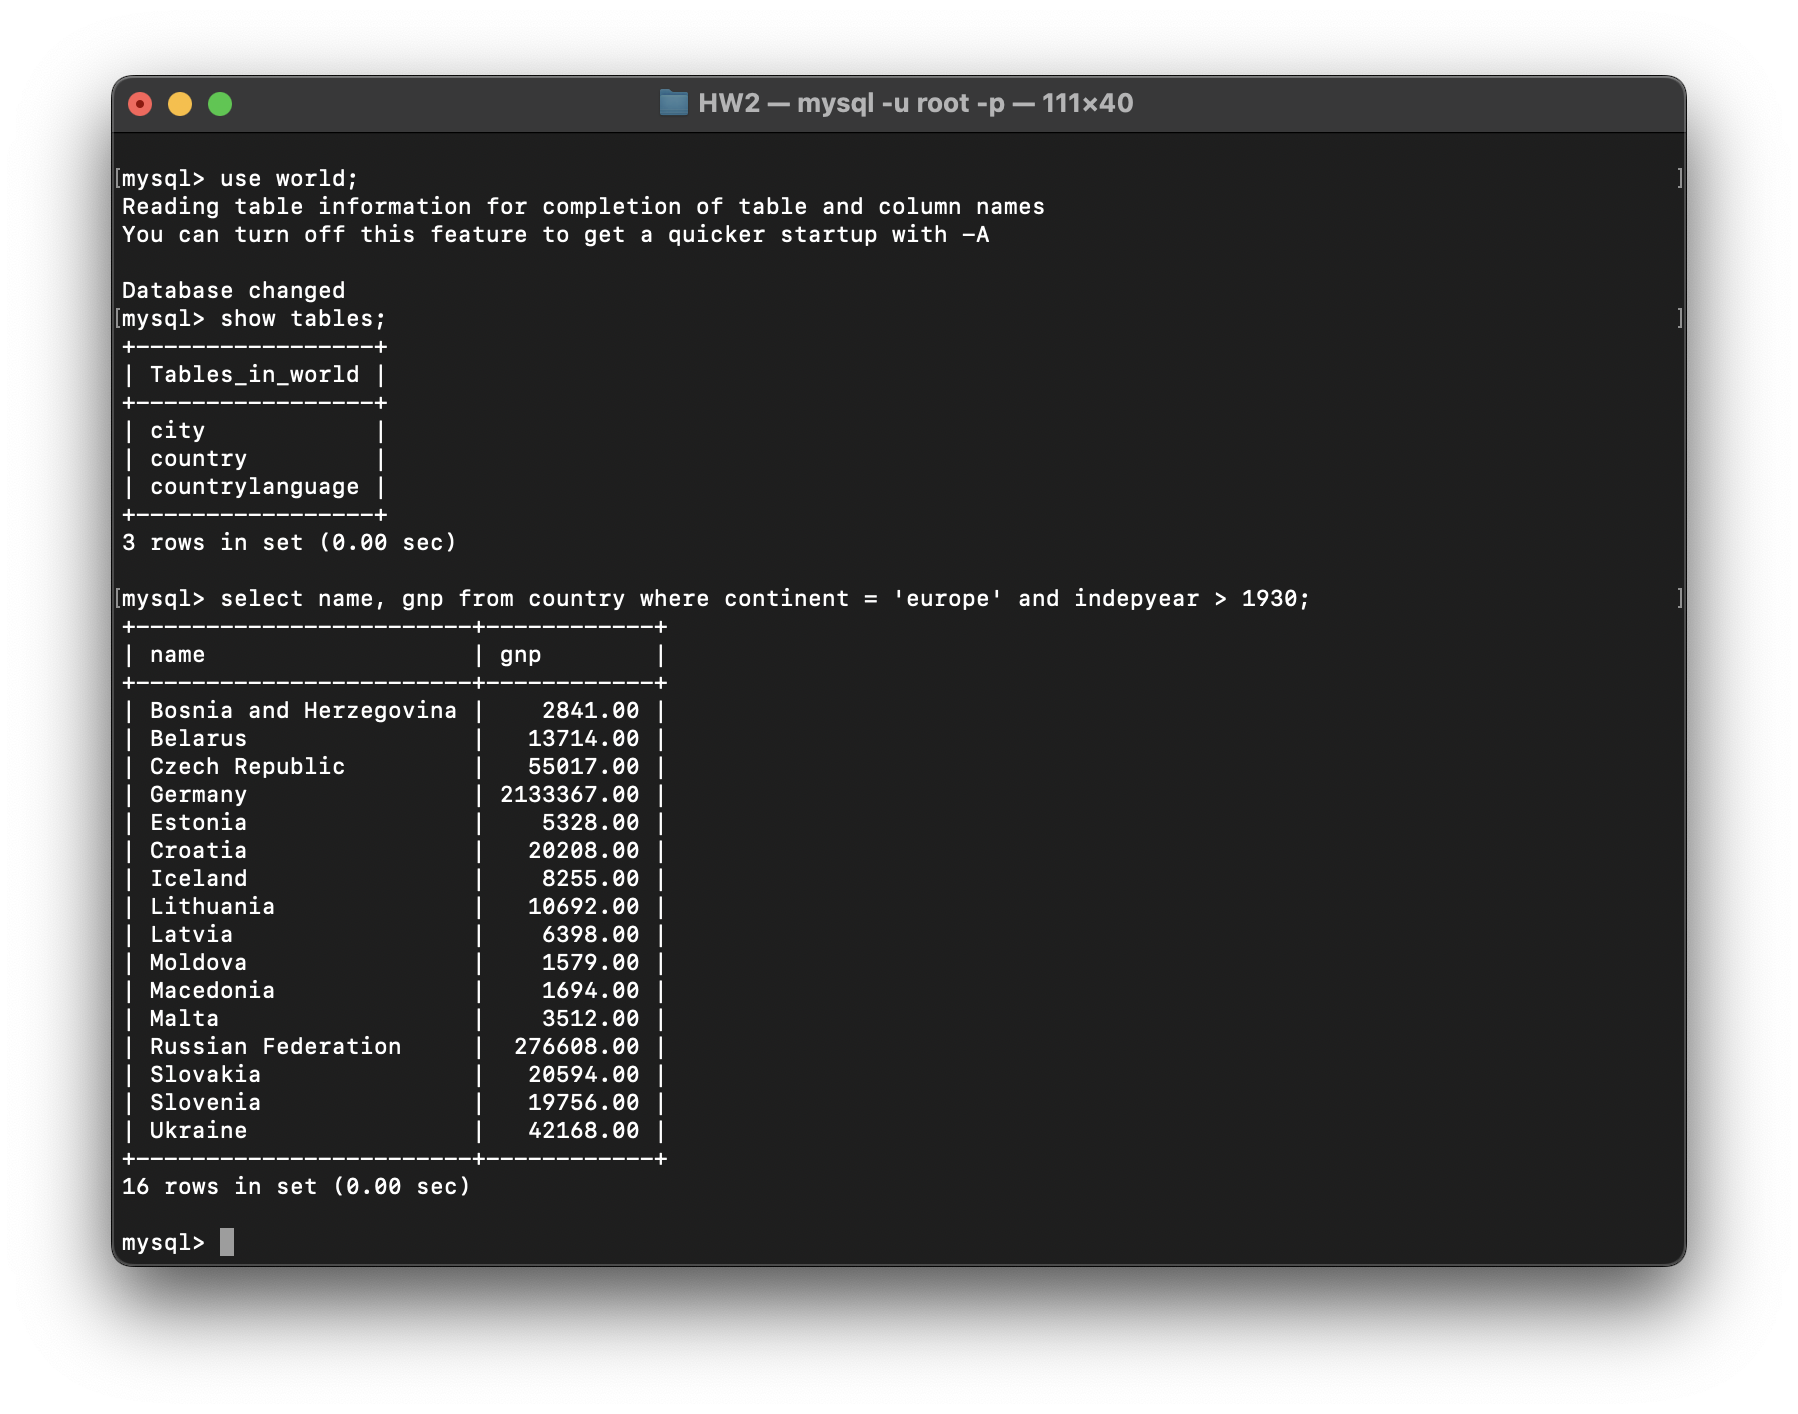 HW2 — mysql -u root -p — 111×40
[mysql> use world; ]
Reading table information for completion of table and column names
You can turn off this feature to get a quicker startup with -A
Database changed
[mysql> show tables; ]
+-----------------+
| Tables_in_world |
+-----------------+
| city            |
| country         |
| countrylanguage |
+-----------------+
3 rows in set (0.00 sec)
[mysql> select name, gnp from country where continent = 'europe' and indepyear > 1930; ]
+------------------------+------------+
| name                   | gnp        |
+------------------------+------------+
| Bosnia and Herzegovina |    2841.00 |
| Belarus                |   13714.00 |
| Czech Republic         |   55017.00 |
| Germany                | 2133367.00 |
| Estonia                |    5328.00 |
| Croatia                |   20208.00 |
| Iceland                |    8255.00 |
| Lithuania              |   10692.00 |
| Latvia                 |    6398.00 |
| Moldova                |    1579.00 |
| Macedonia              |    1694.00 |
| Malta                  |    3512.00 |
| Russian Federation     |  276608.00 |
| Slovakia               |   20594.00 |
| Slovenia               |   19756.00 |
| Ukraine                |   42168.00 |
+------------------------+------------+
16 rows in set (0.00 sec)
mysql>